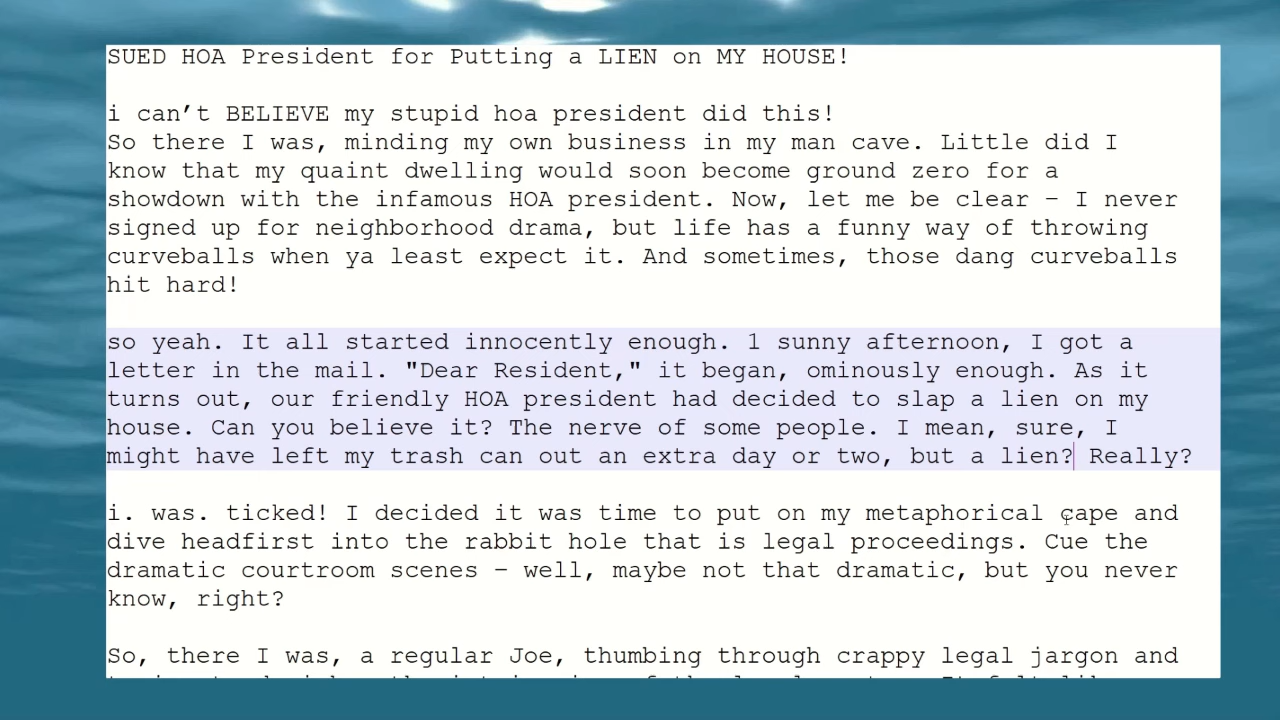 SUED HOA President for Putting a LIEN on MY HOUSE!
i can't BELIEVE my stupid hoa president did this!
So there I was, minding my own business in my man cave. Little did I
know that my quaint dwelling would soon become ground zero for a
showdown with the infamous HOA president. Now, let me be clear – I never
signed up for neighborhood drama, but life has a funny way of throwing
curveballs when ya least expect it. And sometimes, those dang curveballs
hit hard!
so yeah. It all started innocently enough. 1 sunny afternoon, I got a
letter in the mail. "Dear Resident," it began, ominously enough. As it
turns out, our friendly HOA president had decided to slap a lien on my
house. Can you believe it? The nerve of some people. I mean, sure, I
might have left my trash can out an extra day or two, but a lien? Really?
i. was. ticked! I decided it was time to put on my metaphorical cape and
dive headfirst into the rabbit hole that is legal proceedings. Cue the
dramatic courtroom scenes – well, maybe not that dramatic, but you never
know, right?
So, there I was, a regular Joe, thumbing through crappy legal jargon and